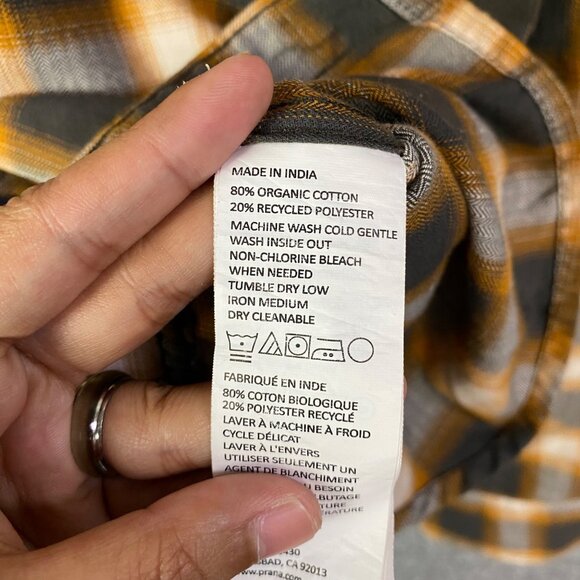 MADE IN INDIA
80% ORGANIC COTTON
20% RECYCLED POLYESTER
MACHINE WASH COLD GENTLE
WASH INSIDE OUT
NON-CHLORINE BLEACH
WHEN NEEDED
TUMBLE DRY LOW
IRON MEDIUM
DRY CLEANABLE
FABRIQUÉ EN INDE
80% COTON BIOLOGIQUE
20% POLYESTER RECYCLÉ
LAVER À MACHINE À FROID
CYCLE DÉLICAT
LAVER À L'ENVERS
UTILISER SEULEMENT UN
AGENT DE BLANCHIMENT
BESOIN
CA 92013
www.prana.com